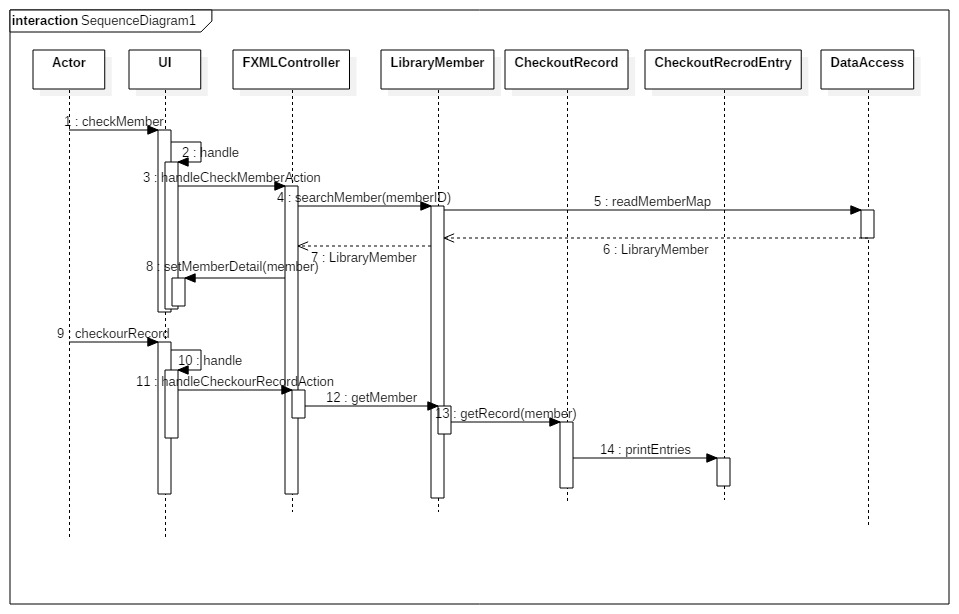 interaction SequenceDiagram1
Actor
UI
FXMLController
LibraryMember
CheckoutRecord
CheckoutRecrodEntry
DataAccess
1 : checkMember
2 : handle
3 : handleCheckMemberAction
4 : searchMember(memberID)
5 : readMemberMap
6 : LibraryMember
7 : LibraryMember
8 : setMemberDetail(member)
9 : checkourRecord
10 : handle
11 : handleCheckourRecordAction
12 : getMember
13 : getRecord(member)
14 : printEntries